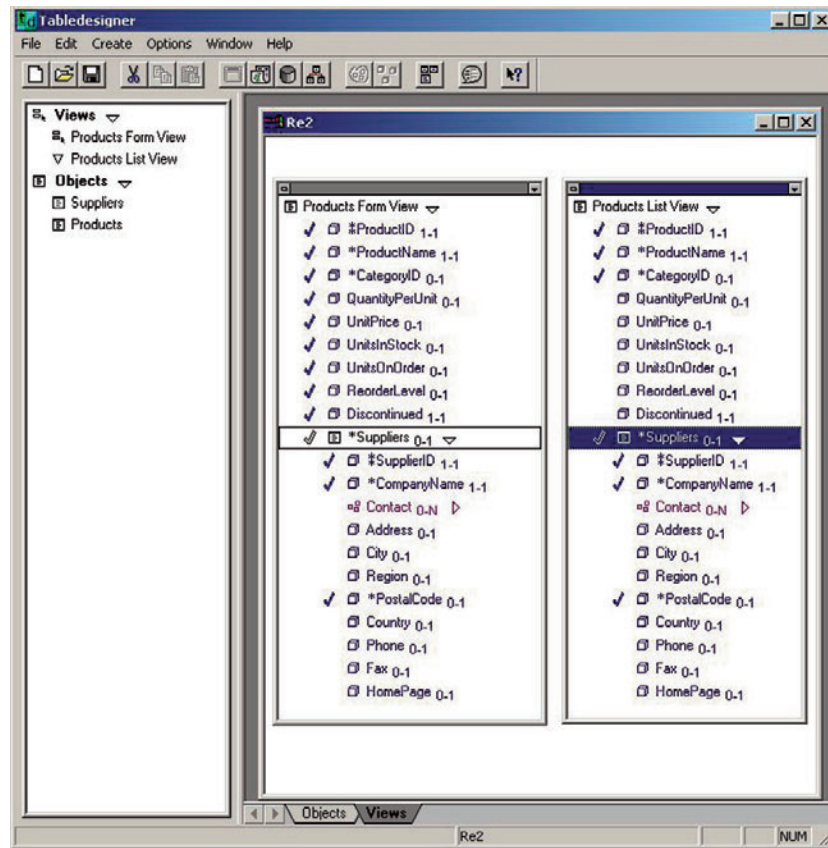 Tabledesigner
File Edit Create Options Window Help
Views
Products Form View
Products List View
Objects
Suppliers
Products
Re2
Products Form View
‡ProductID 1-1
*ProductName 1-1
*CategoryID 0-1
QuantityPerUnit 0-1
UnitPrice 0-1
UnitsInStock 0-1
UnitsOnOrder 0-1
ReorderLevel 0-1
Discontinued 1-1
*Suppliers 0-1
‡SupplierID 1-1
*CompanyName 1-1
Contact 0-N
Address 0-1
City 0-1
Region 0-1
*PostalCode 0-1
Country 0-1
Phone 0-1
Fax 0-1
HomePage 0-1
Products List View
‡ProductID 1-1
*ProductName 1-1
*CategoryID 0-1
QuantityPerUnit 0-1
UnitPrice 0-1
UnitsInStock 0-1
UnitsOnOrder 0-1
ReorderLevel 0-1
Discontinued 1-1
*Suppliers 0-1
‡SupplierID 1-1
*CompanyName 1-1
Contact 0-N
Address 0-1
City 0-1
Region 0-1
*PostalCode 0-1
Country 0-1
Phone 0-1
Fax 0-1
HomePage 0-1
Objects Views
Re2 NUM